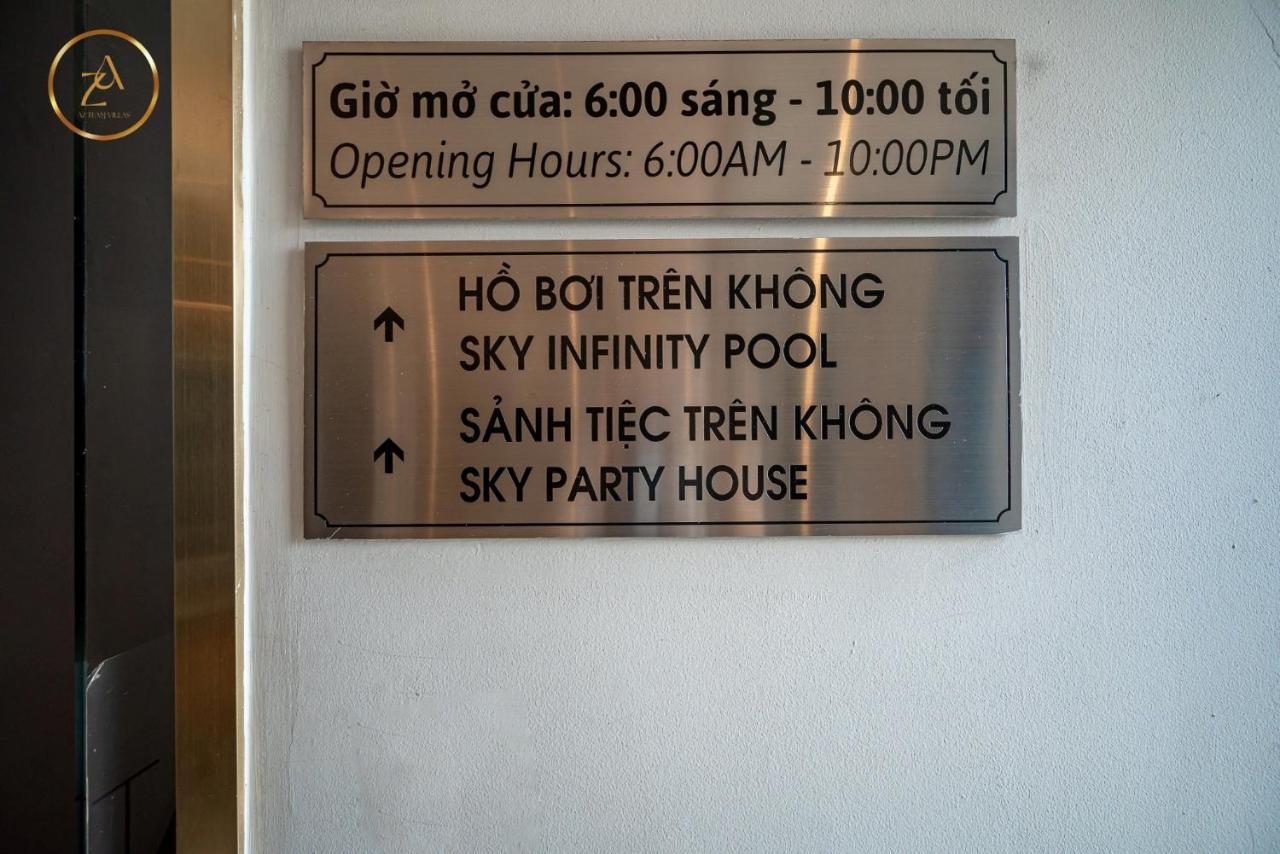 ZA
Giờ mở cửa: 6:00 sáng - 10:00 tối
Opening Hours: 6:00AM - 10:00PM
HỒ BƠI TRÊN KHÔNG
SKY INFINITY POOL
SẢNH TIỆC TRÊN KHÔNG
SKY PARTY HOUSE